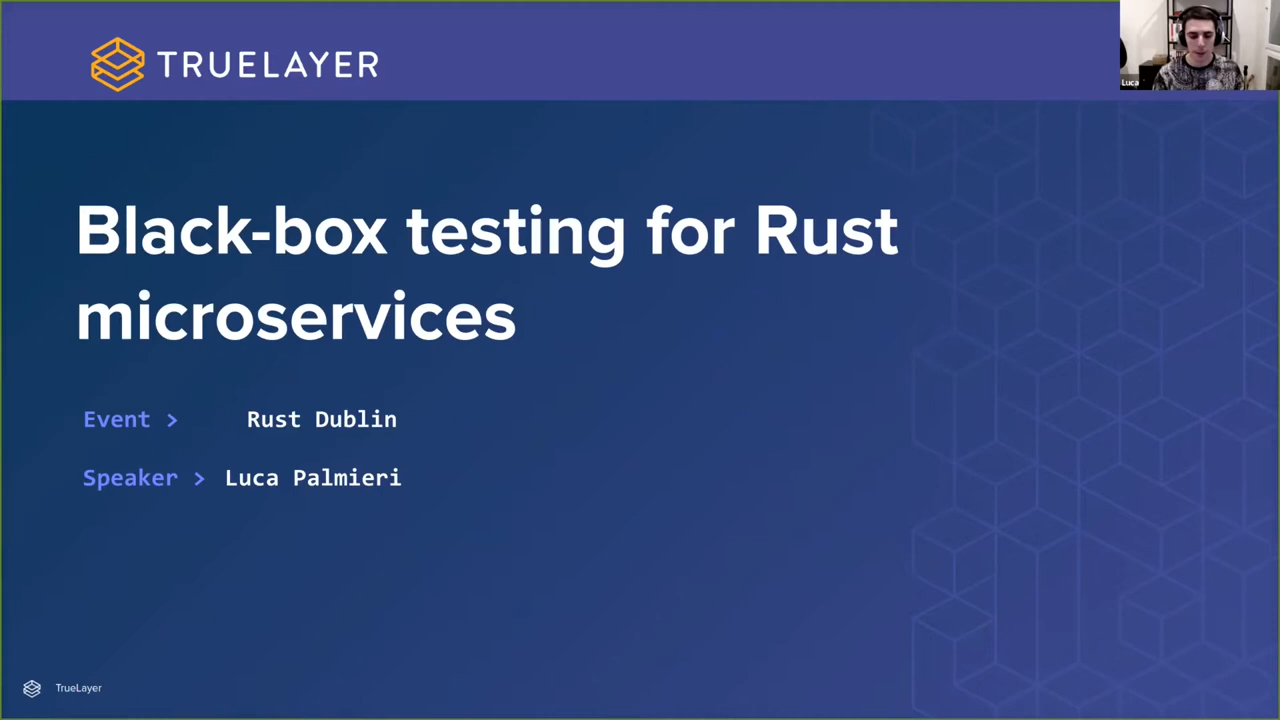 TRUELAYER
Luca
Black-box testing for Rust
microservices
Event > Rust Dublin
Speaker > Luca Palmieri
TrueLayer